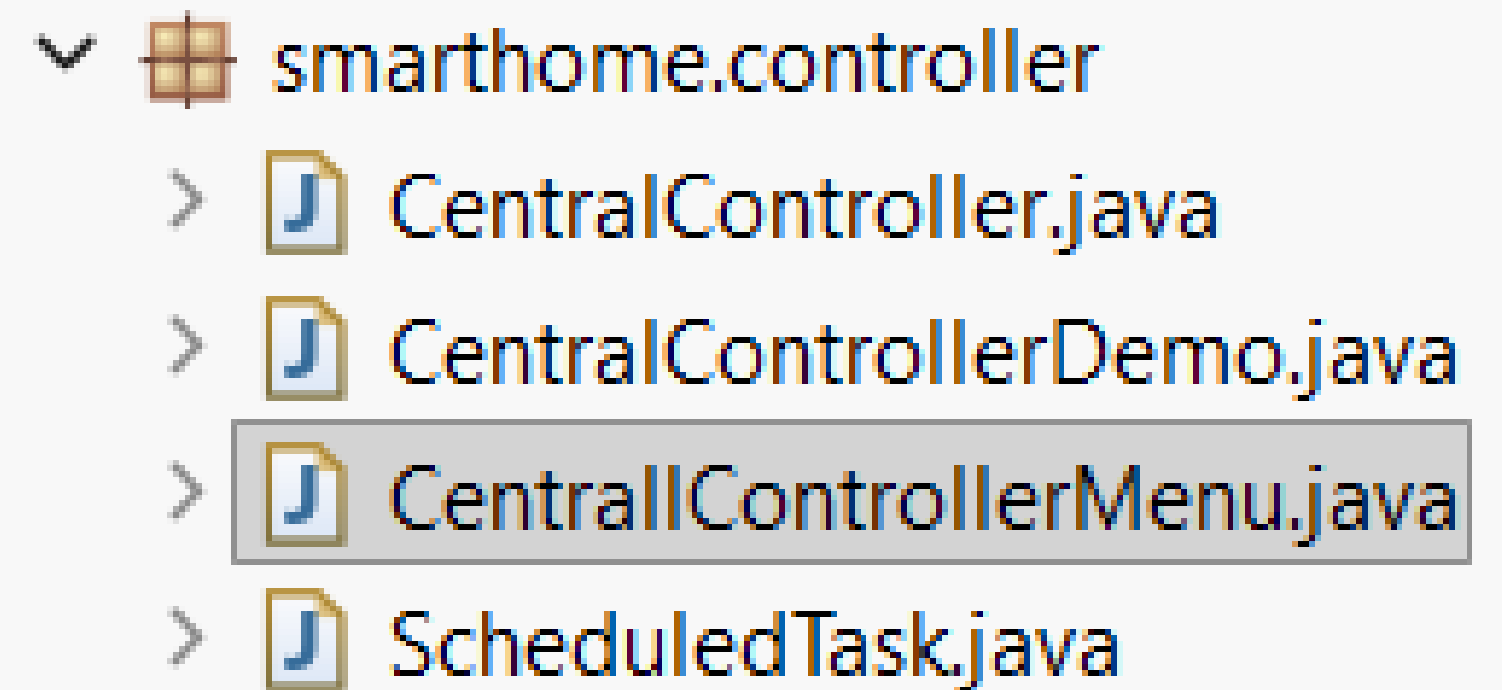 smarthome.controller
CentralController.java
CentralControllerDemo.java
CentrallControllerMenu.java
ScheduledTask.java